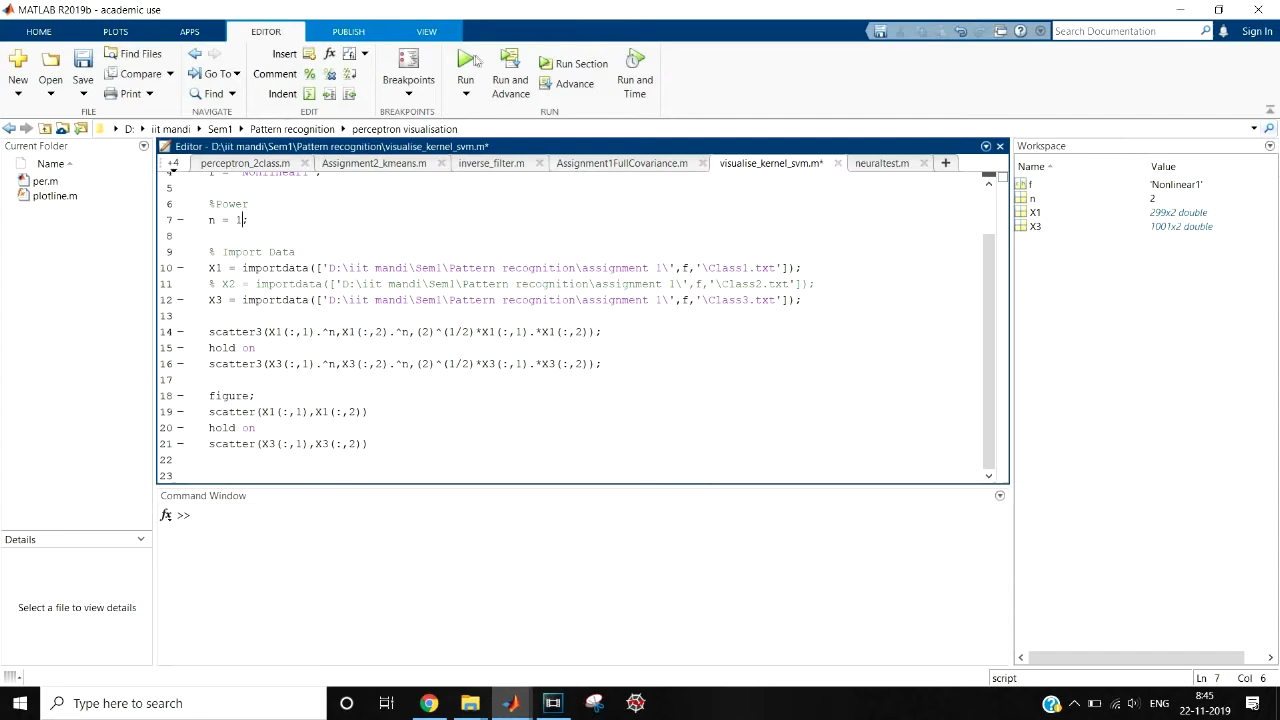 MATLAB R2019b - academic use
HOME PLOTS APPS EDITOR PUBLISH VIEW
Search Documentation Sign In
New Open Save Find Files Compare Print
Go To Find
Insert fx
Comment
Indent
Breakpoints Run Run and Advance Run Section Advance Run and Time
FILE NAVIGATE EDIT BREAKPOINTS RUN
D: iit mandi Sem1 Pattern recognition perceptron visualisation
Current Folder
Name
per.m
plotline.m
Details
Select a file to view details
Editor - D:\iit mandi\Sem1\Pattern recognition\visualise_kernel_svm.m*
+4 perceptron_2class.m Assignment2_kmeans.m inverse_filter.m Assignment1FullCovariance.m visualise_kernel_svm.m* neuraltest.m
5
6 %Power
7 n = 1;
8
9 % Import Data
10 X1 = importdata(['D:\iit mandi\Sem1\Pattern recognition\assignment 1\',f,'\Class1.txt']);
11 % X2 = importdata(['D:\iit mandi\Sem1\Pattern recognition\assignment 1\',f,'\Class2.txt']);
12 X3 = importdata(['D:\iit mandi\Sem1\Pattern recognition\assignment 1\',f,'\Class3.txt']);
13
14 scatter3(X1(:,1).^n,X1(:,2).^n,(2)^(1/2)*X1(:,1).*X1(:,2));
15 hold on
16 scatter3(X3(:,1).^n,X3(:,2).^n,(2)^(1/2)*X3(:,1).*X3(:,2));
17
18 figure;
19 scatter(X1(:,1),X1(:,2))
20 hold on
21 scatter(X3(:,1),X3(:,2))
22
23
Command Window
fx >>
Workspace
Name Value
f 'Nonlinear1'
n 2
X1 299x2 double
X3 1001x2 double
script Ln 7 Col 6
Type here to search
ENG
8:45
22-11-2019